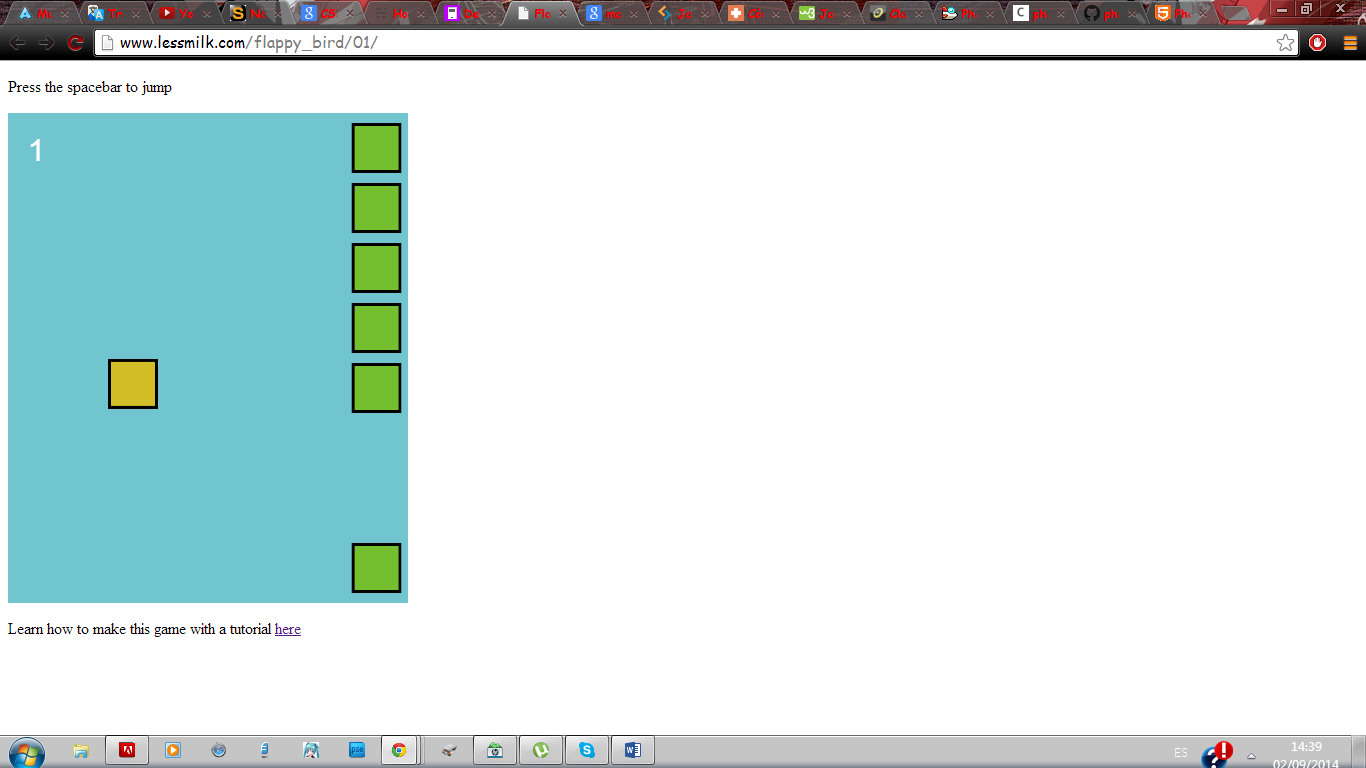 www.lessmilk.com/flappy_bird/01/
Press the spacebar to jump
1
Learn how to make this game with a tutorial here
pse
ES
14:39
02/09/2014